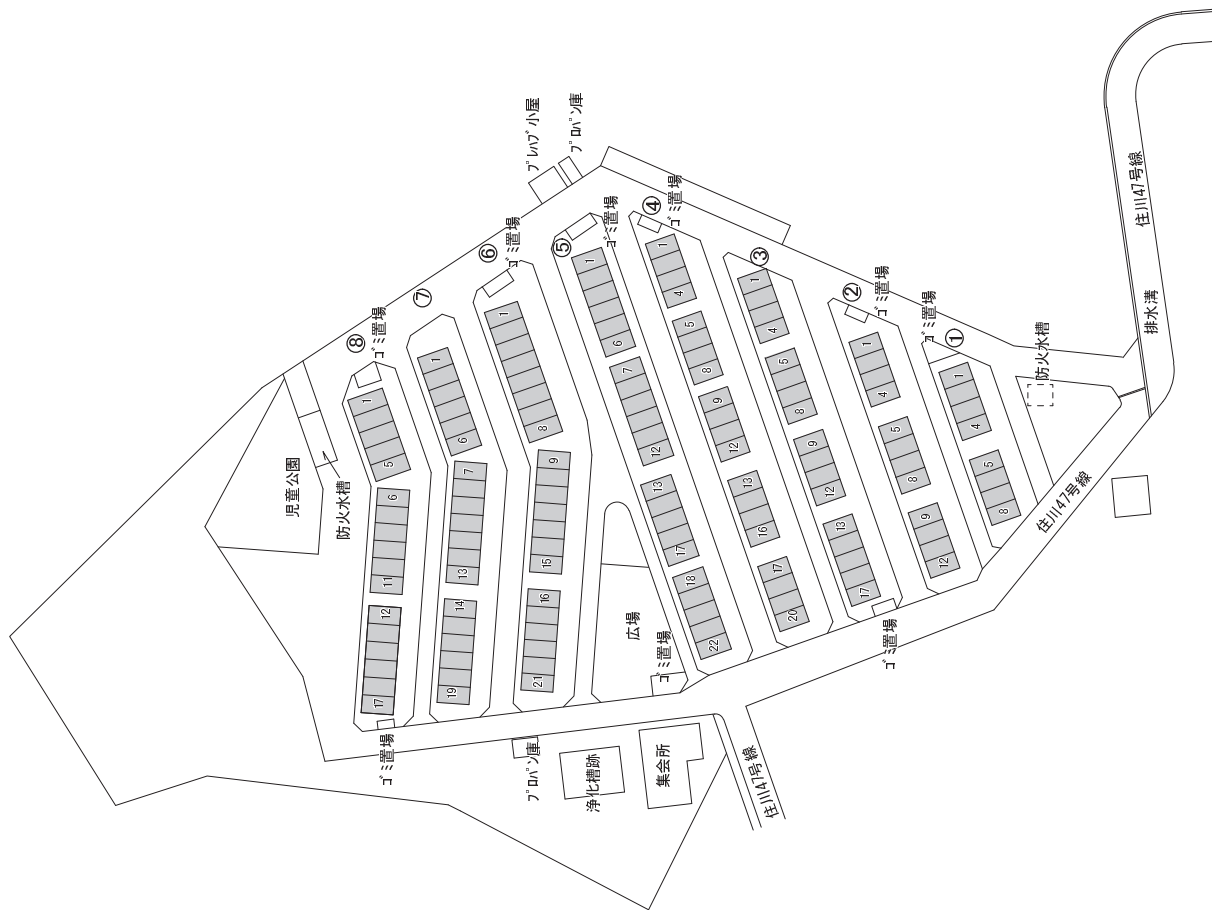 プレハブ小屋
プロパン庫
ゴミ置場
④
ゴミ置場
⑤
ゴミ置場
⑥
⑦
ゴミ置場
⑧
③
②
ゴミ置場
ゴミ置場
①
防火水槽
住川47号線
排水溝
住川47号線
児童公園
防火水槽
広場
ゴミ置場
ゴミ置場
ゴミ置場
プロパン庫
浄化槽跡
集会所
住川47号線
1 5
6 11
12 17
1 6
7 13
14 19
1 8
9 15
16 21
1 6
7 12
13 17
18 22
1 4
5 8
9 12
13 16
17 20
1 4
5 8
9 12
13 17
1 4
5 8
9 12
1 4
5 8